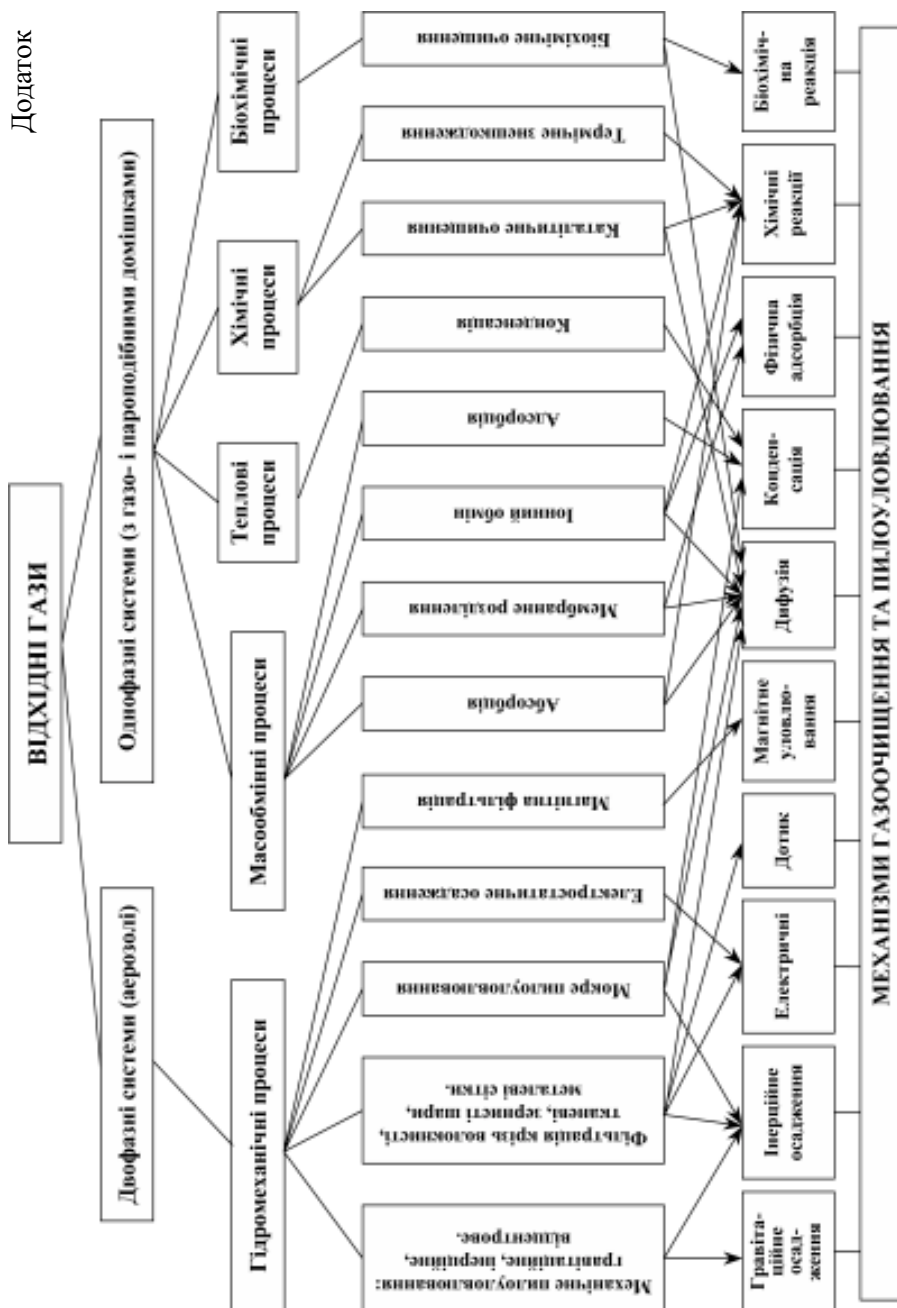 Додаток
ВІДХІДНІ ГАЗИ
Двофазні системи (аерозолі)
Однофазні системи (з газо- і пароподібними домішками)
Гідромеханічні процеси
Масообмінні процеси
Теплові
процеси
Хімічні
процеси
Біохімічні
процеси
Механічне пилоуловлювання:
гравітаційне, інерційне,
відцентрове.
Фільтрація крізь волокнисті,
тканеві, зернисті шари,
металеві сітки.
Мокре пилоуловлювання
Електростатичне осадження
Магнітна фільтрація
Абсорбція
Мембранне розділення
Іонний обмін
Адсорбція
Конденсація
Каталітичне очищення
Термічне знешкодження
Біохімічне очищення
Гравіта-
ційне
осад-
ження
Інерційне
осадження
Електричні
Дотик
Магнітне
уловлю-
вання
Дифузія
Конден-
сація
Фізична
адсорбція
Хімічні
реакції
Біохіміч-
на
реакція
МЕХАНІЗМИ ГАЗООЧИЩЕННЯ ТА ПИЛОУЛОВЛЮВАННЯ